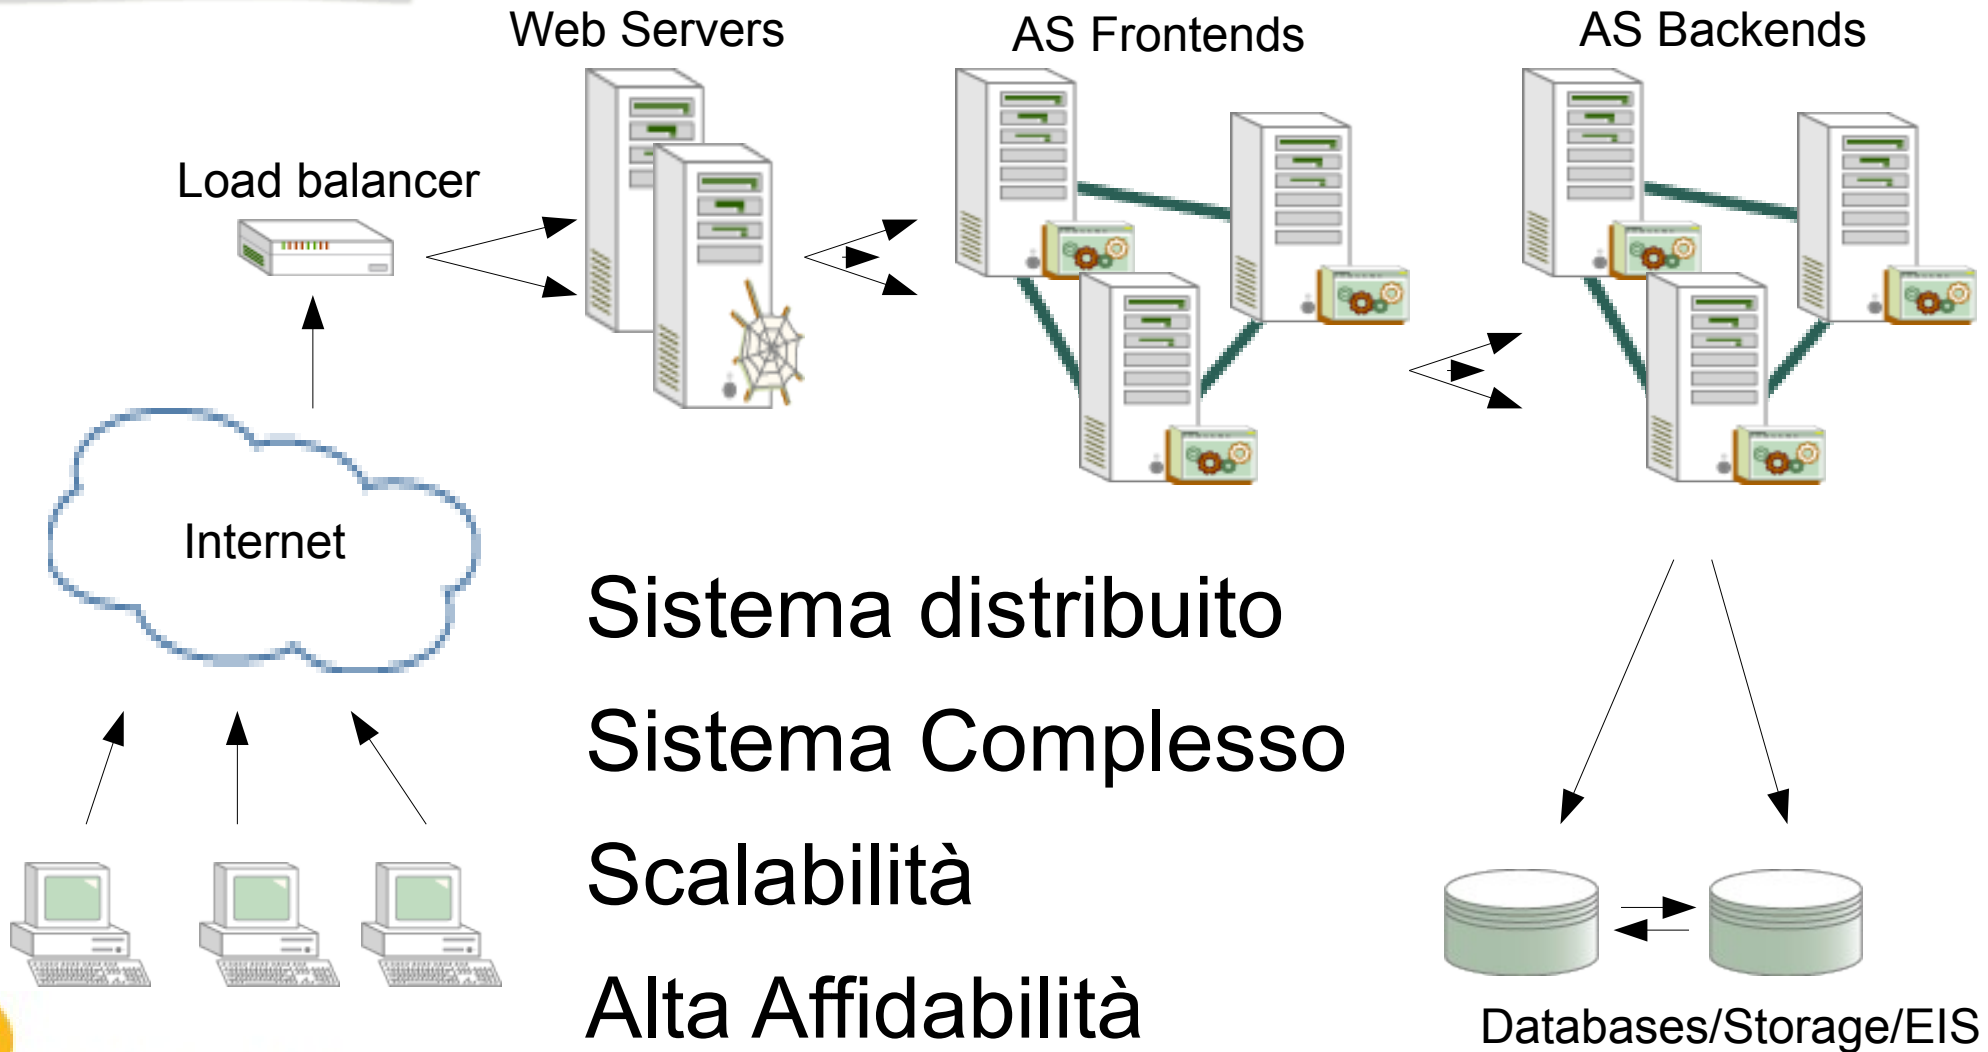 Web Servers
AS Frontends
AS Backends
Load balancer
Internet
Sistema distribuito
Sistema Complesso
Scalabilità
Alta Affidabilità
Databases/Storage/EIS